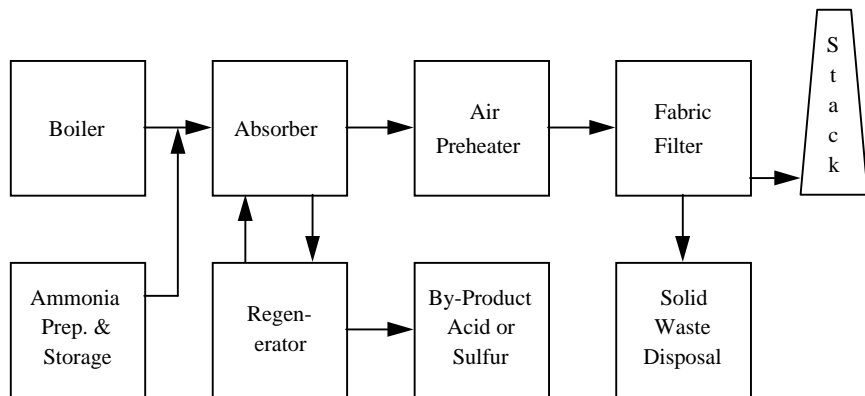 Boiler
Absorber
Air
Preheater
Fabric
Filter
S
t
a
c
k
Ammonia
Prep. &
Storage
Regen-
erator
By-Product
Acid or
Sulfur
Solid
Waste
Disposal